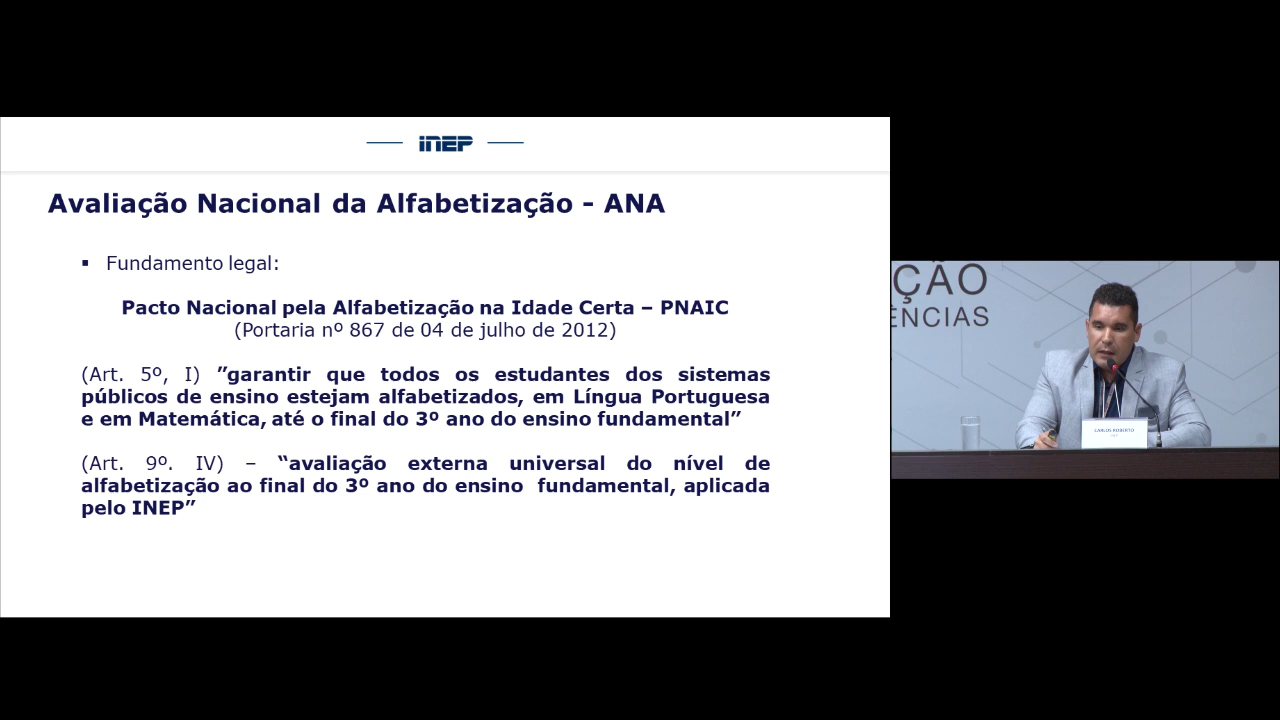 INEP
Avaliação Nacional da Alfabetização - ANA
▪ Fundamento legal:
Pacto Nacional pela Alfabetização na Idade Certa – PNAIC
(Portaria nº 867 de 04 de julho de 2012)
(Art. 5º, I) ”garantir que todos os estudantes dos sistemas
públicos de ensino estejam alfabetizados, em Língua Portuguesa
e em Matemática, até o final do 3º ano do ensino fundamental”
(Art. 9º. IV) – “avaliação externa universal do nível de
alfabetização ao final do 3º ano do ensino fundamental, aplicada
pelo INEP”
ÇÃO
ÊNCIAS
CARLOS ROBERTO